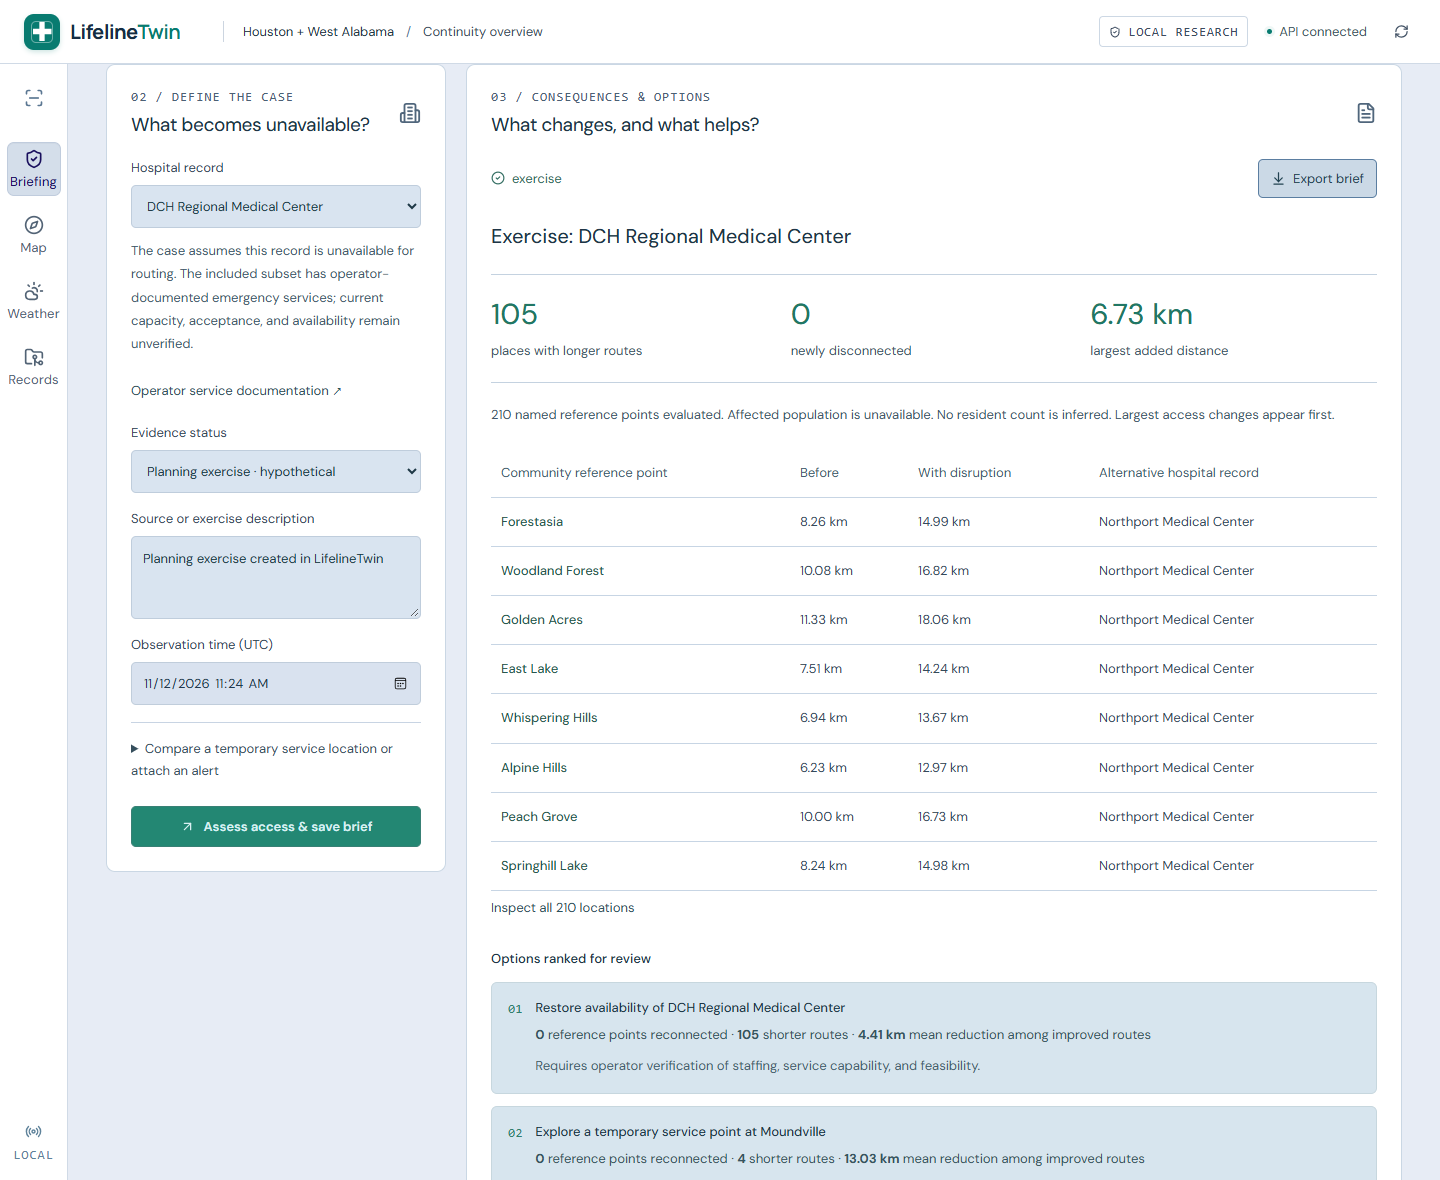 LifelineTwin
Houston + West Alabama / Continuity overview
LOCAL RESEARCH
API connected
Briefing
Map
Weather
Records
LOCAL
02 / DEFINE THE CASE
What becomes unavailable?
Hospital record
DCH Regional Medical Center
The case assumes this record is unavailable for
routing. The included subset has operator-
documented emergency services; current
capacity, acceptance, and availability remain
unverified.
Operator service documentation ↗
Evidence status
Planning exercise · hypothetical
Source or exercise description
Planning exercise created in LifelineTwin
Observation time (UTC)
11/12/2026 11:24 AM
Compare a temporary service location or
attach an alert
Assess access & save brief
03 / CONSEQUENCES & OPTIONS
What changes, and what helps?
exercise
Export brief
Exercise: DCH Regional Medical Center
105 0 6.73 km
places with longer routes newly disconnected largest added distance
210 named reference points evaluated. Affected population is unavailable. No resident count is inferred. Largest access changes appear first.
Community reference point Before With disruption Alternative hospital record
Forestasia 8.26 km 14.99 km Northport Medical Center
Woodland Forest 10.08 km 16.82 km Northport Medical Center
Golden Acres 11.33 km 18.06 km Northport Medical Center
East Lake 7.51 km 14.24 km Northport Medical Center
Whispering Hills 6.94 km 13.67 km Northport Medical Center
Alpine Hills 6.23 km 12.97 km Northport Medical Center
Peach Grove 10.00 km 16.73 km Northport Medical Center
Springhill Lake 8.24 km 14.98 km Northport Medical Center
Inspect all 210 locations
Options ranked for review
01 Restore availability of DCH Regional Medical Center
0 reference points reconnected · 105 shorter routes · 4.41 km mean reduction among improved routes
Requires operator verification of staffing, service capability, and feasibility.
02 Explore a temporary service point at Moundville
0 reference points reconnected · 4 shorter routes · 13.03 km mean reduction among improved routes